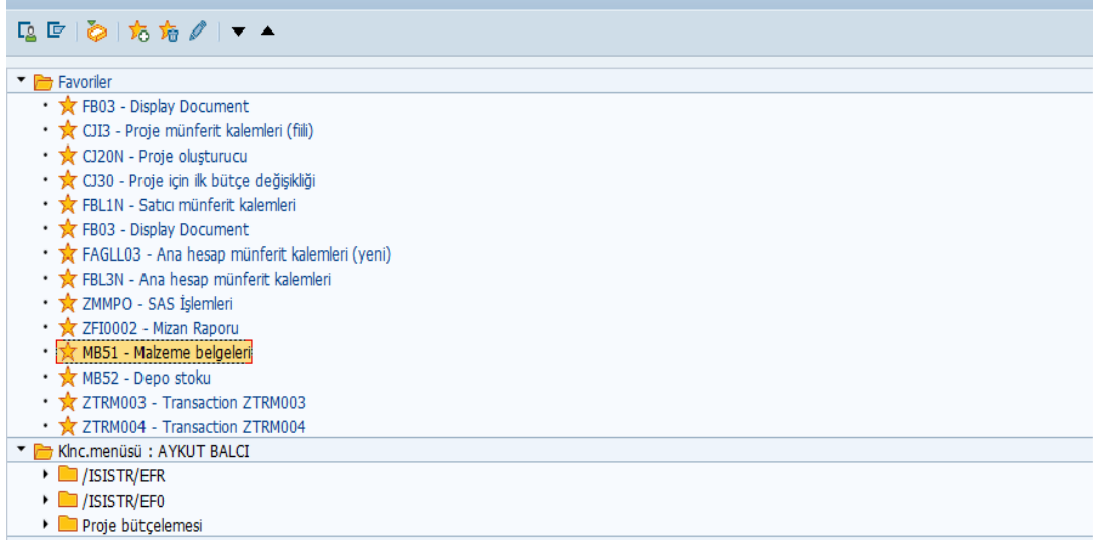 Favoriler
FB03 - Display Document
CJI3 - Proje münferit kalemleri (fiili)
CJ20N - Proje oluşturucu
CJ30 - Proje için ilk bütçe değişikliği
FBL1N - Satıcı münferit kalemleri
FB03 - Display Document
FAGLL03 - Ana hesap münferit kalemleri (yeni)
FBL3N - Ana hesap münferit kalemleri
ZMMPO - SAS İşlemleri
ZFI0002 - Mizan Raporu
MB51 - Malzeme belgeleri
MB52 - Depo stoku
ZTRM003 - Transaction ZTRM003
ZTRM004 - Transaction ZTRM004
Klnc.menüsü : AYKUT BALCI
/ISISTR/EFR
/ISISTR/EF0
Proje bütçelemesi